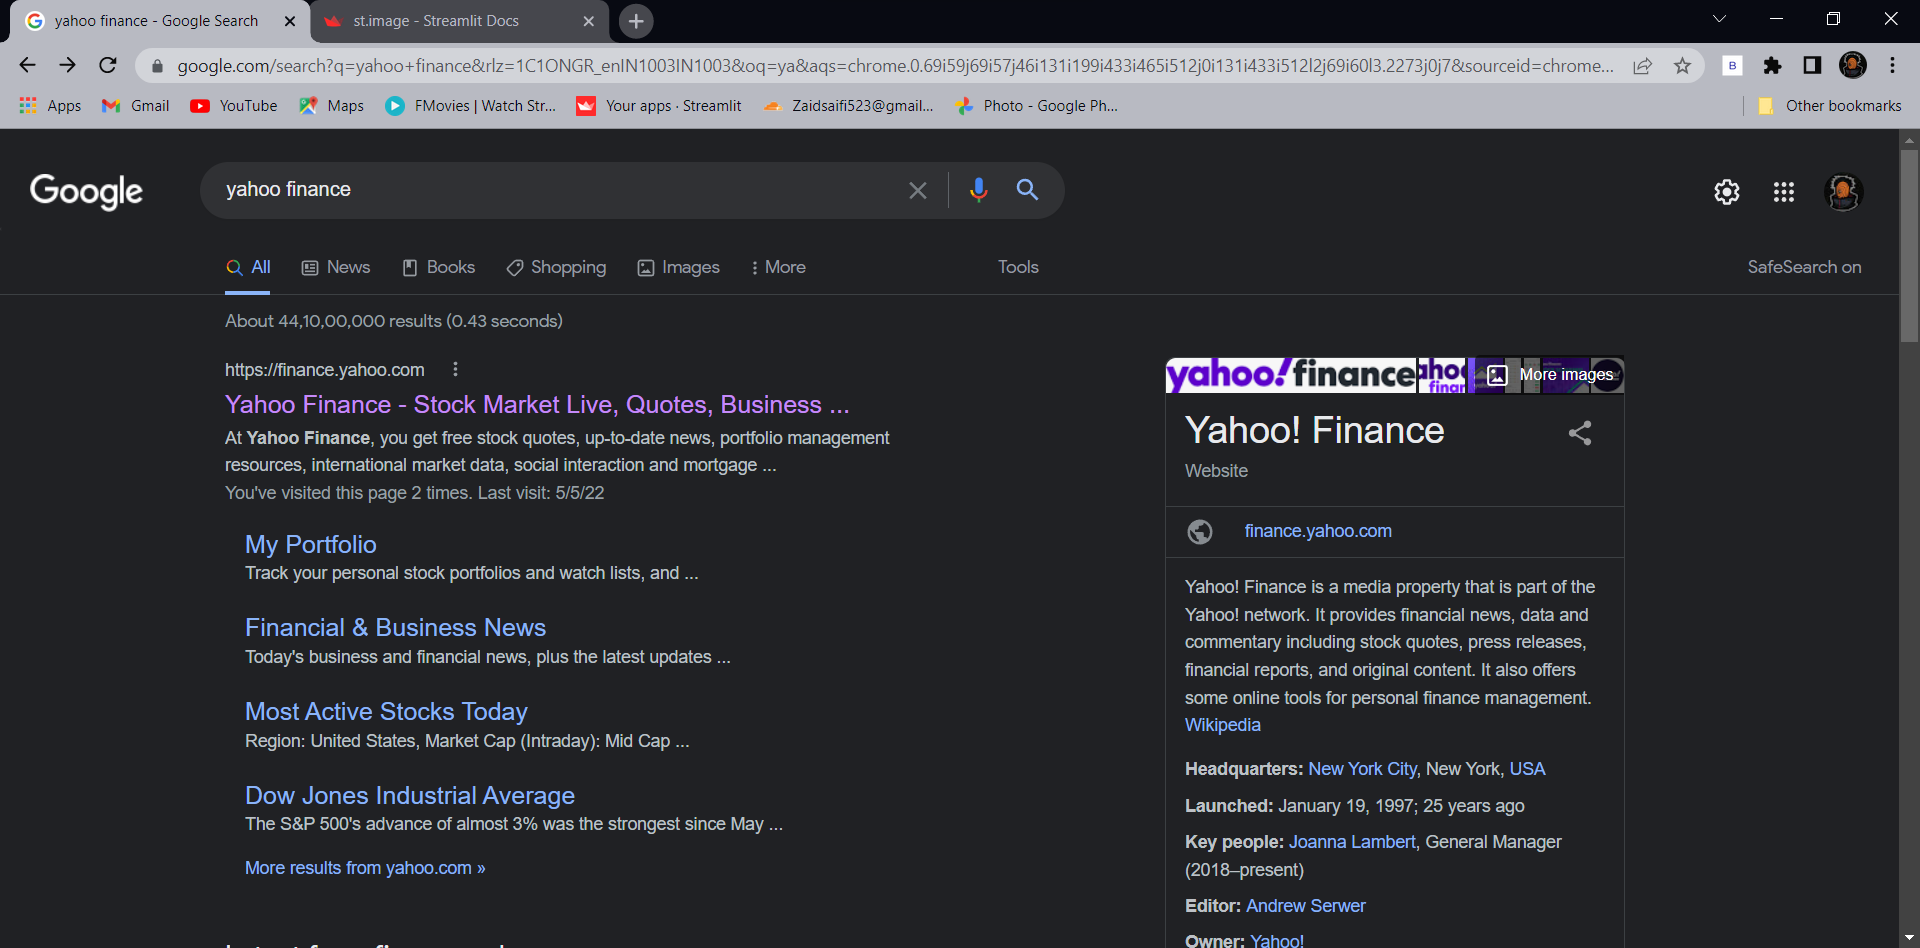 yahoo finance - Google Search
st.image - Streamlit Docs
google.com/search?q=yahoo+finance&rlz=1C1ONGR_enIN1003IN1003&oq=ya&aqs=chrome.0.69i59j69i57j46i131i199i433i465i512j0i131i433i512l2j69i60l3.2273j0j7&sourceid=chrome...
B
Apps
Gmail
YouTube
Maps
FMovies | Watch Str...
Your apps · Streamlit
Zaidsaifi523@gmail...
Photo - Google Ph...
Other bookmarks
Google
yahoo finance
All
News
Books
Shopping
Images
More
Tools
SafeSearch on
About 44,10,00,000 results (0.43 seconds)
https://finance.yahoo.com
Yahoo Finance - Stock Market Live, Quotes, Business ...
At Yahoo Finance, you get free stock quotes, up-to-date news, portfolio management
resources, international market data, social interaction and mortgage ...
You've visited this page 2 times. Last visit: 5/5/22
My Portfolio
Track your personal stock portfolios and watch lists, and ...
Financial & Business News
Today's business and financial news, plus the latest updates ...
Most Active Stocks Today
Region: United States, Market Cap (Intraday): Mid Cap ...
Dow Jones Industrial Average
The S&P 500's advance of almost 3% was the strongest since May ...
More results from yahoo.com »
yahoo!finance
More images
Yahoo! Finance
Website
finance.yahoo.com
Yahoo! Finance is a media property that is part of the
Yahoo! network. It provides financial news, data and
commentary including stock quotes, press releases,
financial reports, and original content. It also offers
some online tools for personal finance management.
Wikipedia
Headquarters: New York City, New York, USA
Launched: January 19, 1997; 25 years ago
Key people: Joanna Lambert, General Manager
(2018–present)
Editor: Andrew Serwer
Owner: Yahoo!